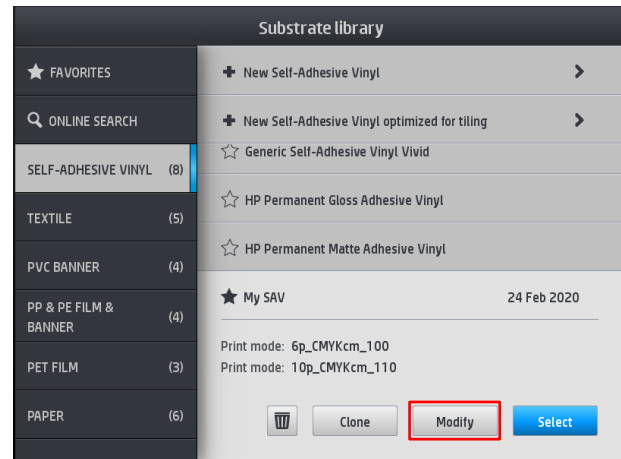 Substrate library
FAVORITES
ONLINE SEARCH
SELF-ADHESIVE VINYL (8)
TEXTILE (5)
PVC BANNER (4)
PP & PE FILM &
BANNER (4)
PET FILM (3)
PAPER (6)
New Self-Adhesive Vinyl
New Self-Adhesive Vinyl optimized for tiling
Generic Self-Adhesive Vinyl Vivid
HP Permanent Gloss Adhesive Vinyl
HP Permanent Matte Adhesive Vinyl
My SAV 24 Feb 2020
Print mode: 6p_CMYKcm_100
Print mode: 10p_CMYKcm_110
Clone Modify Select